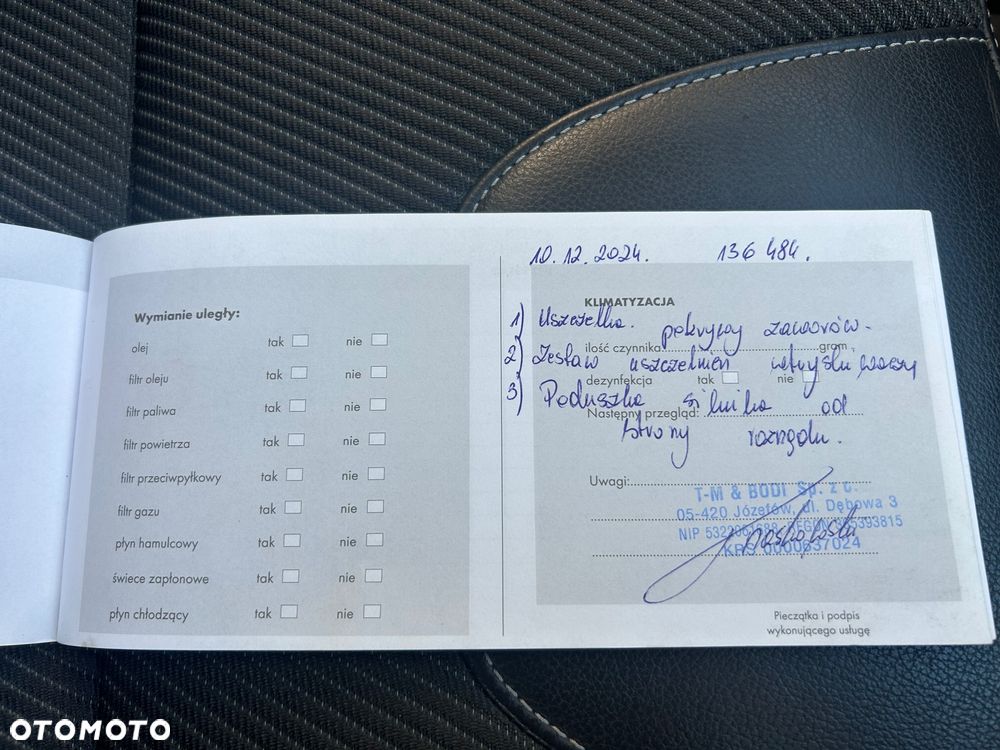 10.12.2024. 136 484.
Wymianie uległy:
olej tak nie
filtr oleju tak nie
filtr paliwa tak nie
filtr powietrza tak nie
filtr przeciwpyłkowy tak nie
filtr gazu tak nie
płyn hamulcowy tak nie
świece zapłonowe tak nie
płyn chłodzący tak nie
KLIMATYZACJA
1) Uszczelka. pokrywy zaworów.
ilość czynnika gram
2) Zestaw uszczelnień
dezynfekcja tak nie
3) Poduszka silnika od
Następny przegląd:
strony rozrządu.
Uwagi:
T-M & BODI Sp. z o.
05-420 Józefów, ul. Dębowa 3
NIP
KRS 0000637024
Pieczątka i podpis
wykonującego usługę
OTOMOTO